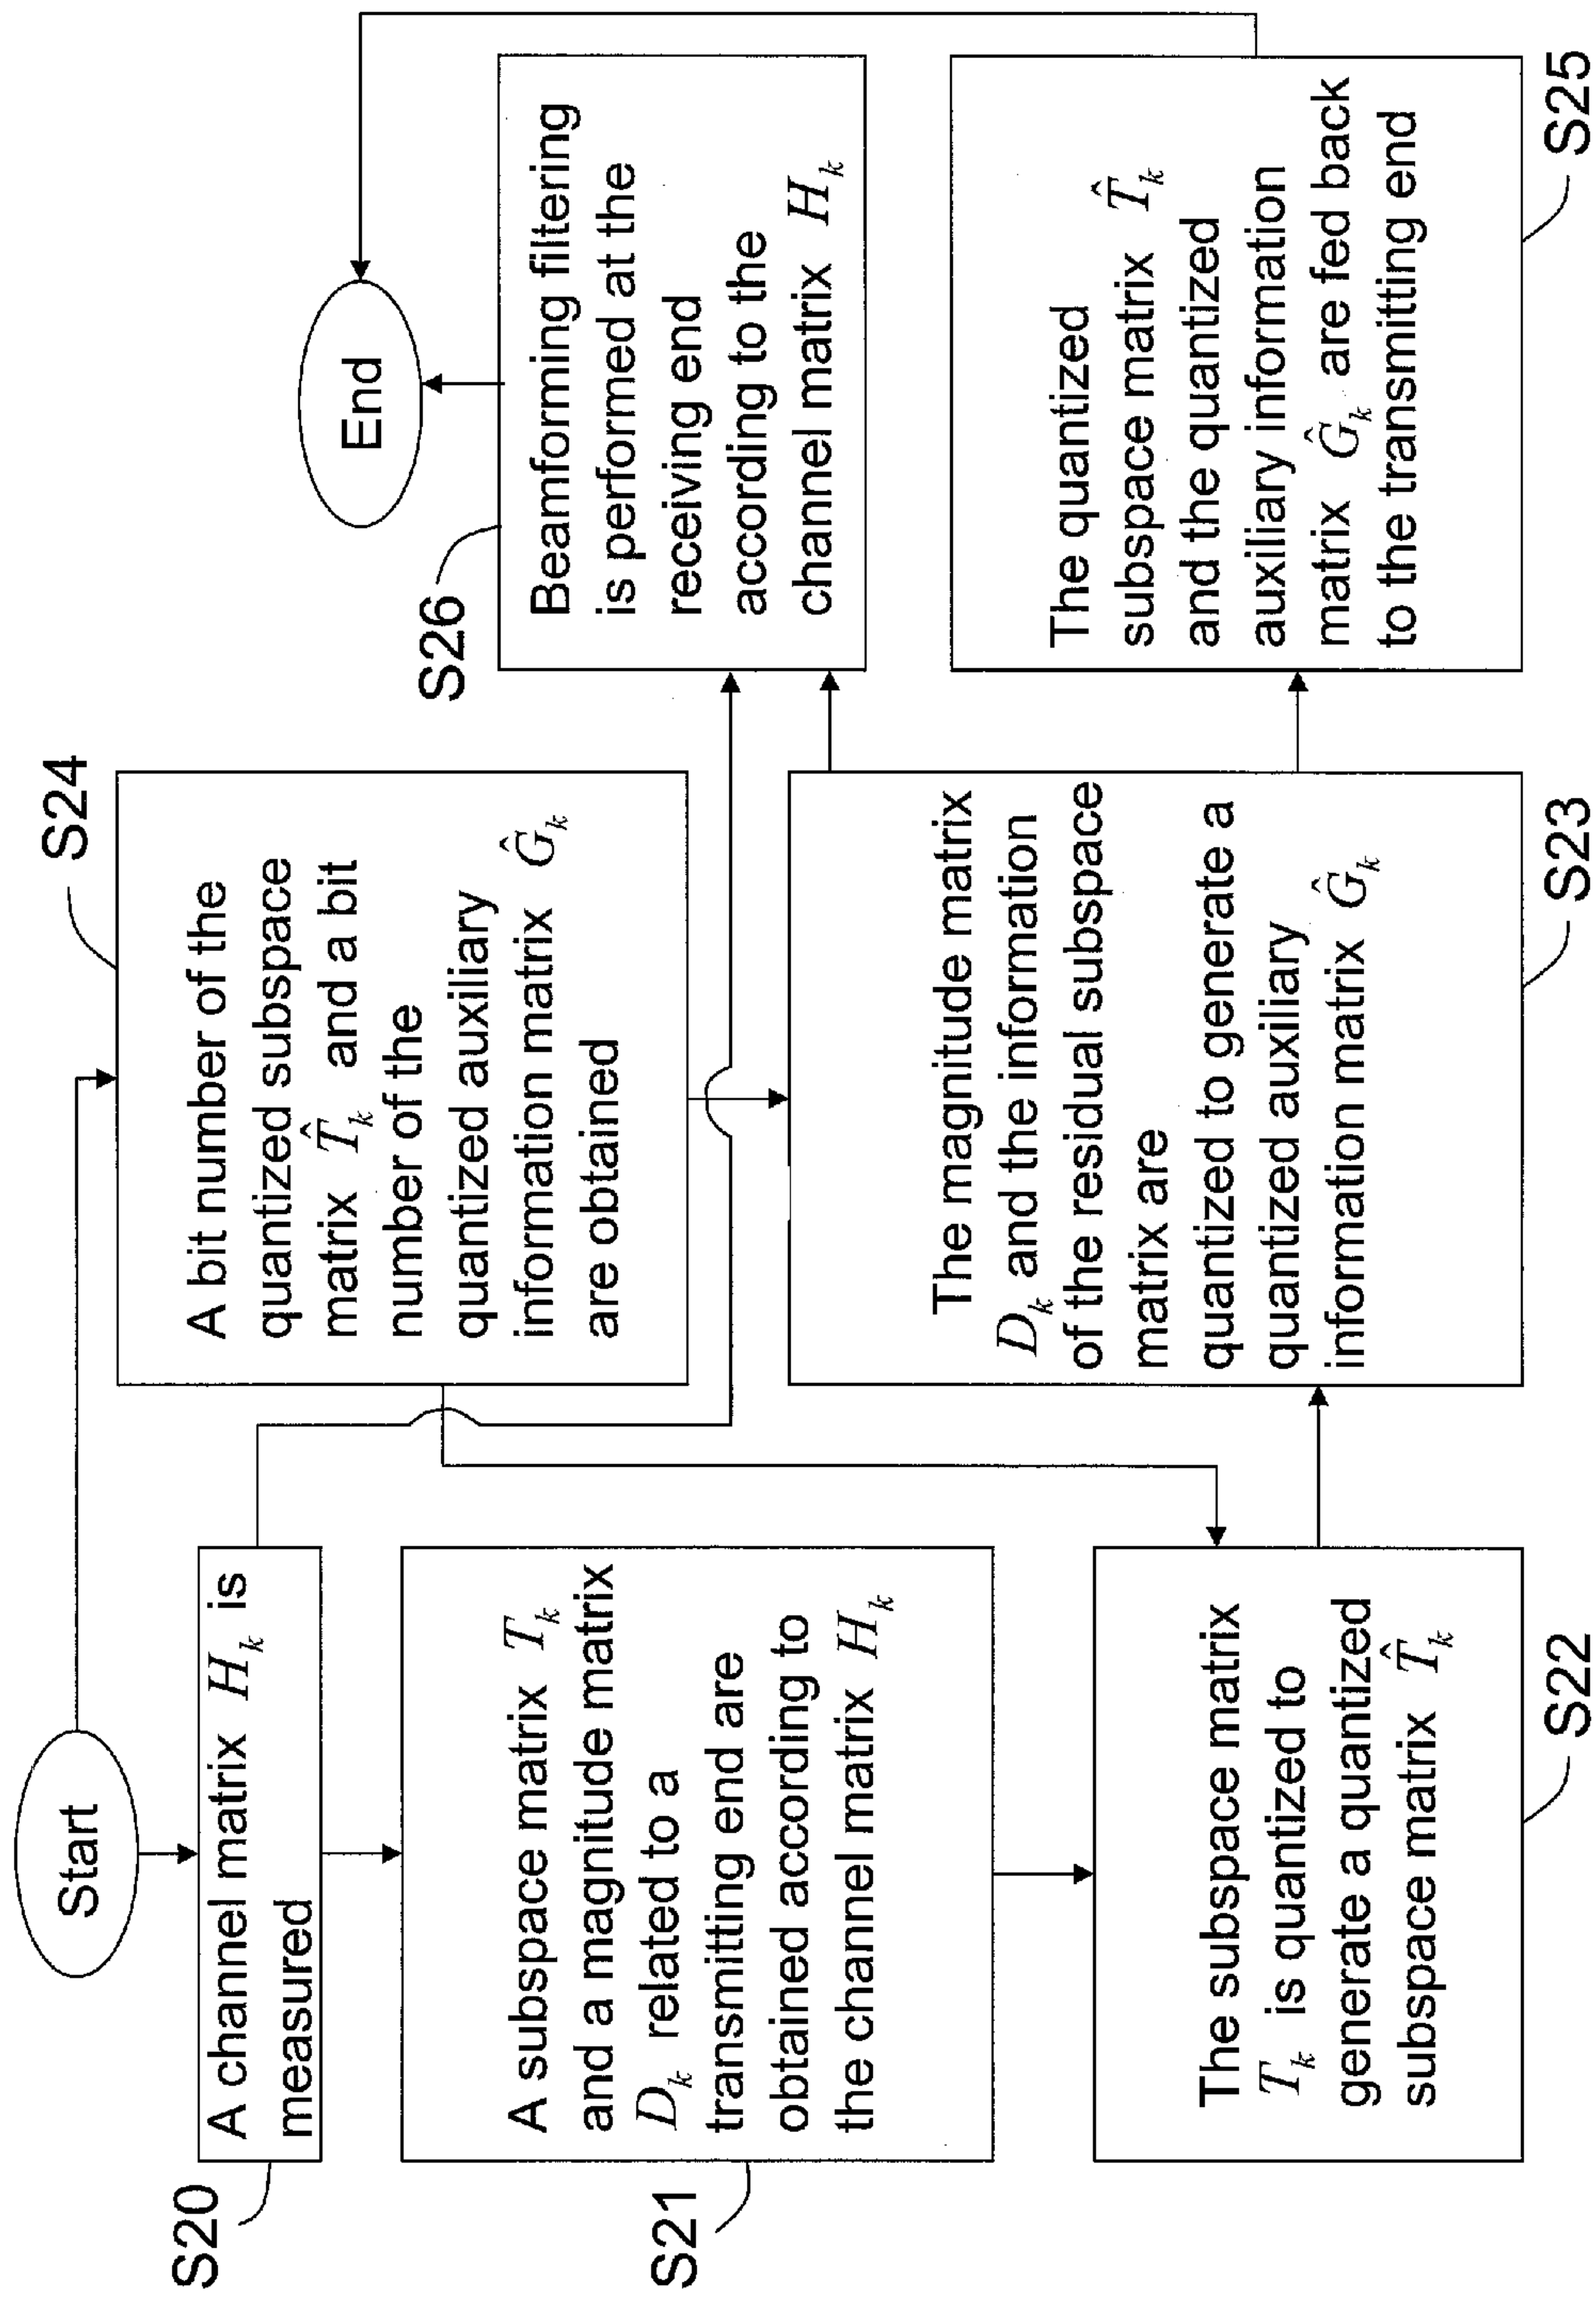 Start
S20
A channel matrix H_k is
measured
S21
A subspace matrix T_k
and a magnitude matrix
D_k related to a
transmitting end are
obtained according to
the channel matrix H_k
The subspace matrix
T_k is quantized to
generate a quantized
subspace matrix T̂_k
S22
S24
A bit number of the
quantized subspace
matrix T̂_k and a bit
number of the
quantized auxiliary
information matrix Ĝ_k
are obtained
The magnitude matrix
D_k and the information
of the residual subspace
matrix are
quantized to generate a
quantized auxiliary
information matrix Ĝ_k
S23
End
S26
Beamforming filtering
is performed at the
receiving end
according to the
channel matrix H_k
The quantized
subspace matrix T̂_k
and the quantized
auxiliary information
matrix Ĝ_k are fed back
to the transmitting end
S25